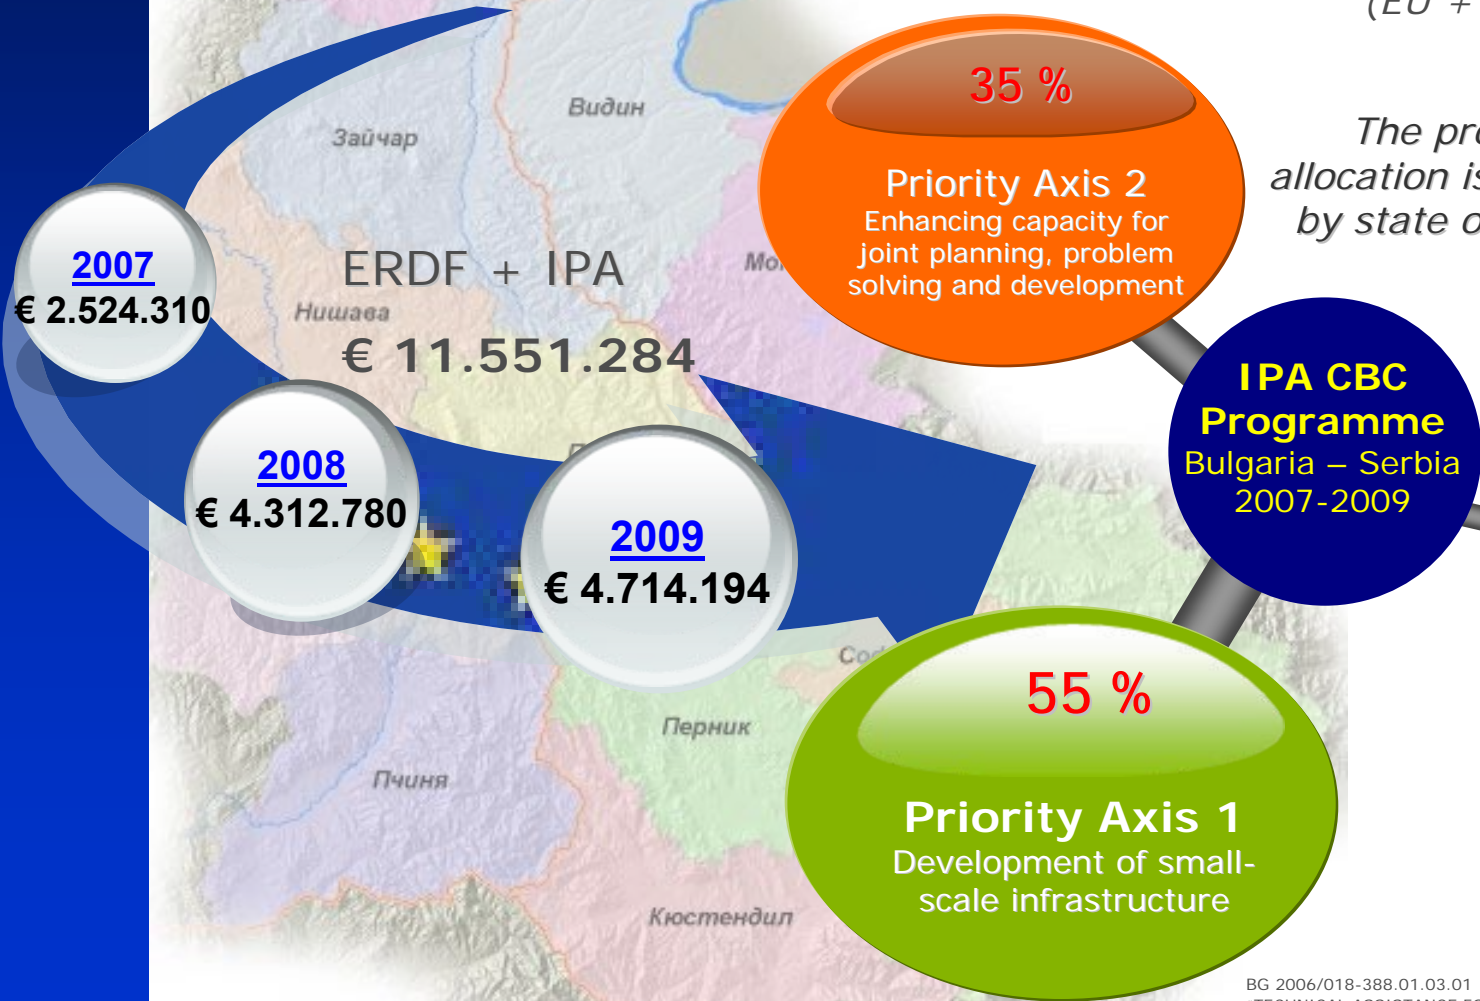 (EU +
35 %
Priority Axis 2
Enhancing capacity for
joint planning, problem
solving and development
The pro
allocation is
by state o
2007
€ 2.524.310
ERDF + IPA
€ 11.551.284
2008
€ 4.312.780
2009
€ 4.714.194
IPA CBC
Programme
Bulgaria – Serbia
2007-2009
55 %
Priority Axis 1
Development of small-
scale infrastructure
Видин
Зайчар
Нишава
Перник
Пчиня
Кюстендил
BG 2006/018-388.01.03.01